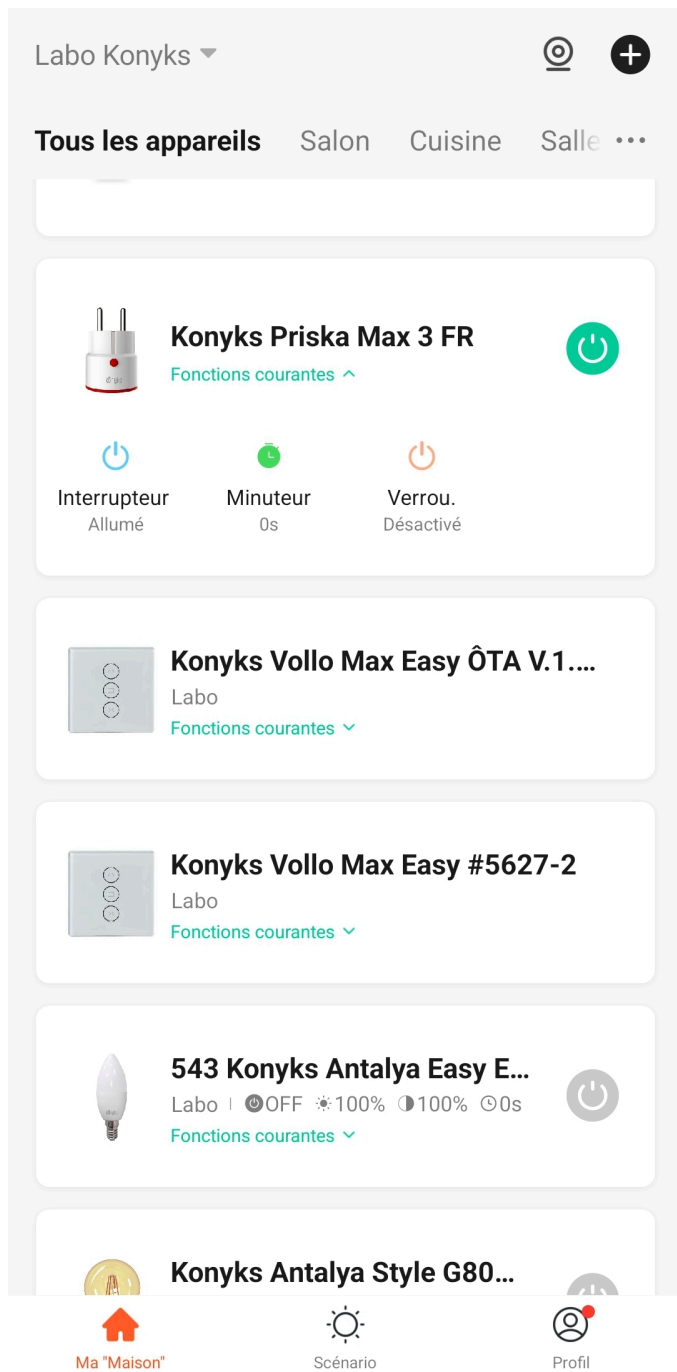 Labo Konyks
Tous les appareils Salon Cuisine Salle ...
Konyks Priska Max 3 FR
Fonctions courantes
Interrupteur Minuteur Verrou.
Allumé 0s Désactivé
Konyks Vollo Max Easy ÔTA V.1....
Labo
Fonctions courantes
Konyks Vollo Max Easy #5627-2
Labo
Fonctions courantes
543 Konyks Antalya Easy E...
Labo | OFF 100% 100% 0s
Fonctions courantes
Konyks Antalya Style G80...
Ma "Maison" Scénario Profil